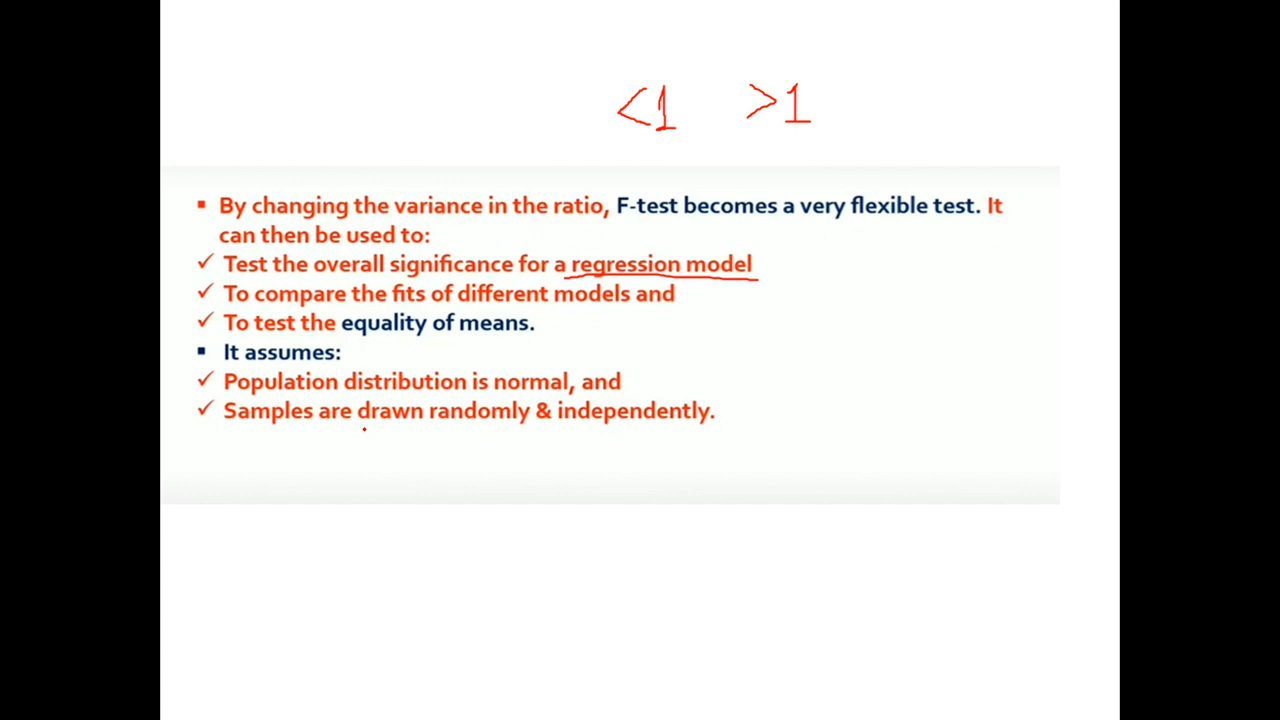 <1 >1
▪ By changing the variance in the ratio, F-test becomes a very flexible test. It
can then be used to:
✓ Test the overall significance for a regression model
✓ To compare the fits of different models and
✓ To test the equality of means.
▪ It assumes:
✓ Population distribution is normal, and
✓ Samples are drawn randomly & independently.